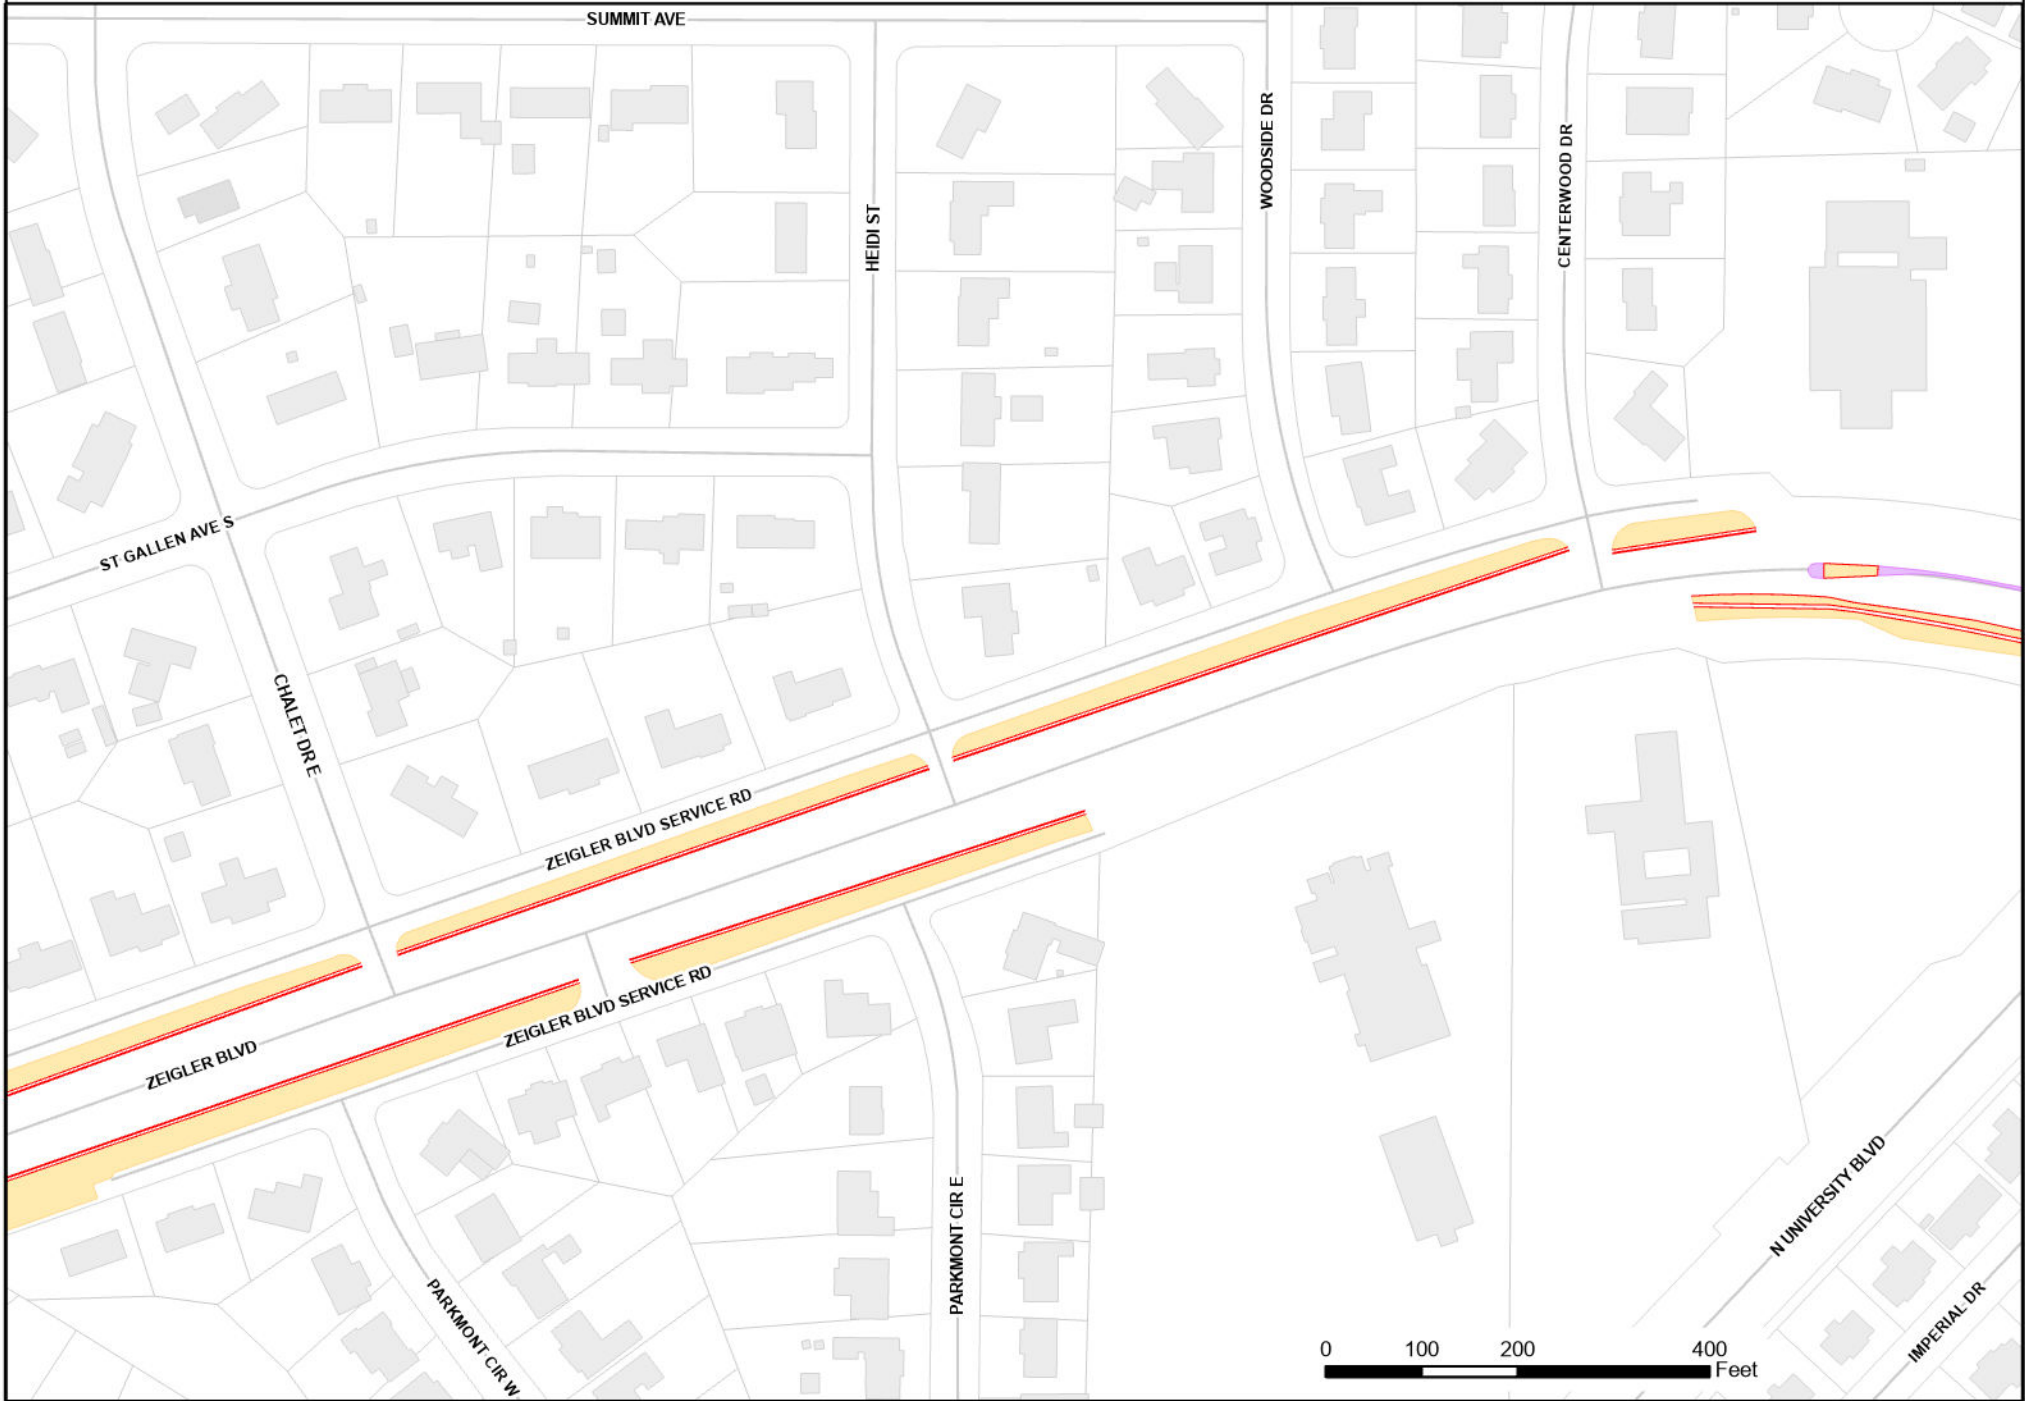 SUMMIT AVE
WOODSIDE DR
CENTERWOOD DR
HEIDI ST
ST GALLEN AVE S
CHALET DR E
ZEIGLER BLVD SERVICE RD
ZEIGLER BLVD SERVICE RD
ZEIGLER BLVD
PARKMONT CIR E
PARKMONT CIR W
N UNIVERSITY BLVD
IMPERIAL DR
0 100 200 400
Feet